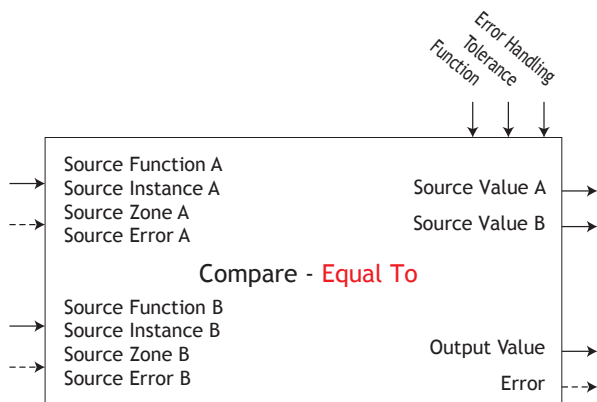 Error Handling
Tolerance
Function
Source Function A
Source Instance A
Source Zone A
Source Error A
Source Value A
Source Value B
Compare - Equal To
Source Function B
Source Instance B
Source Zone B
Source Error B
Output Value
Error